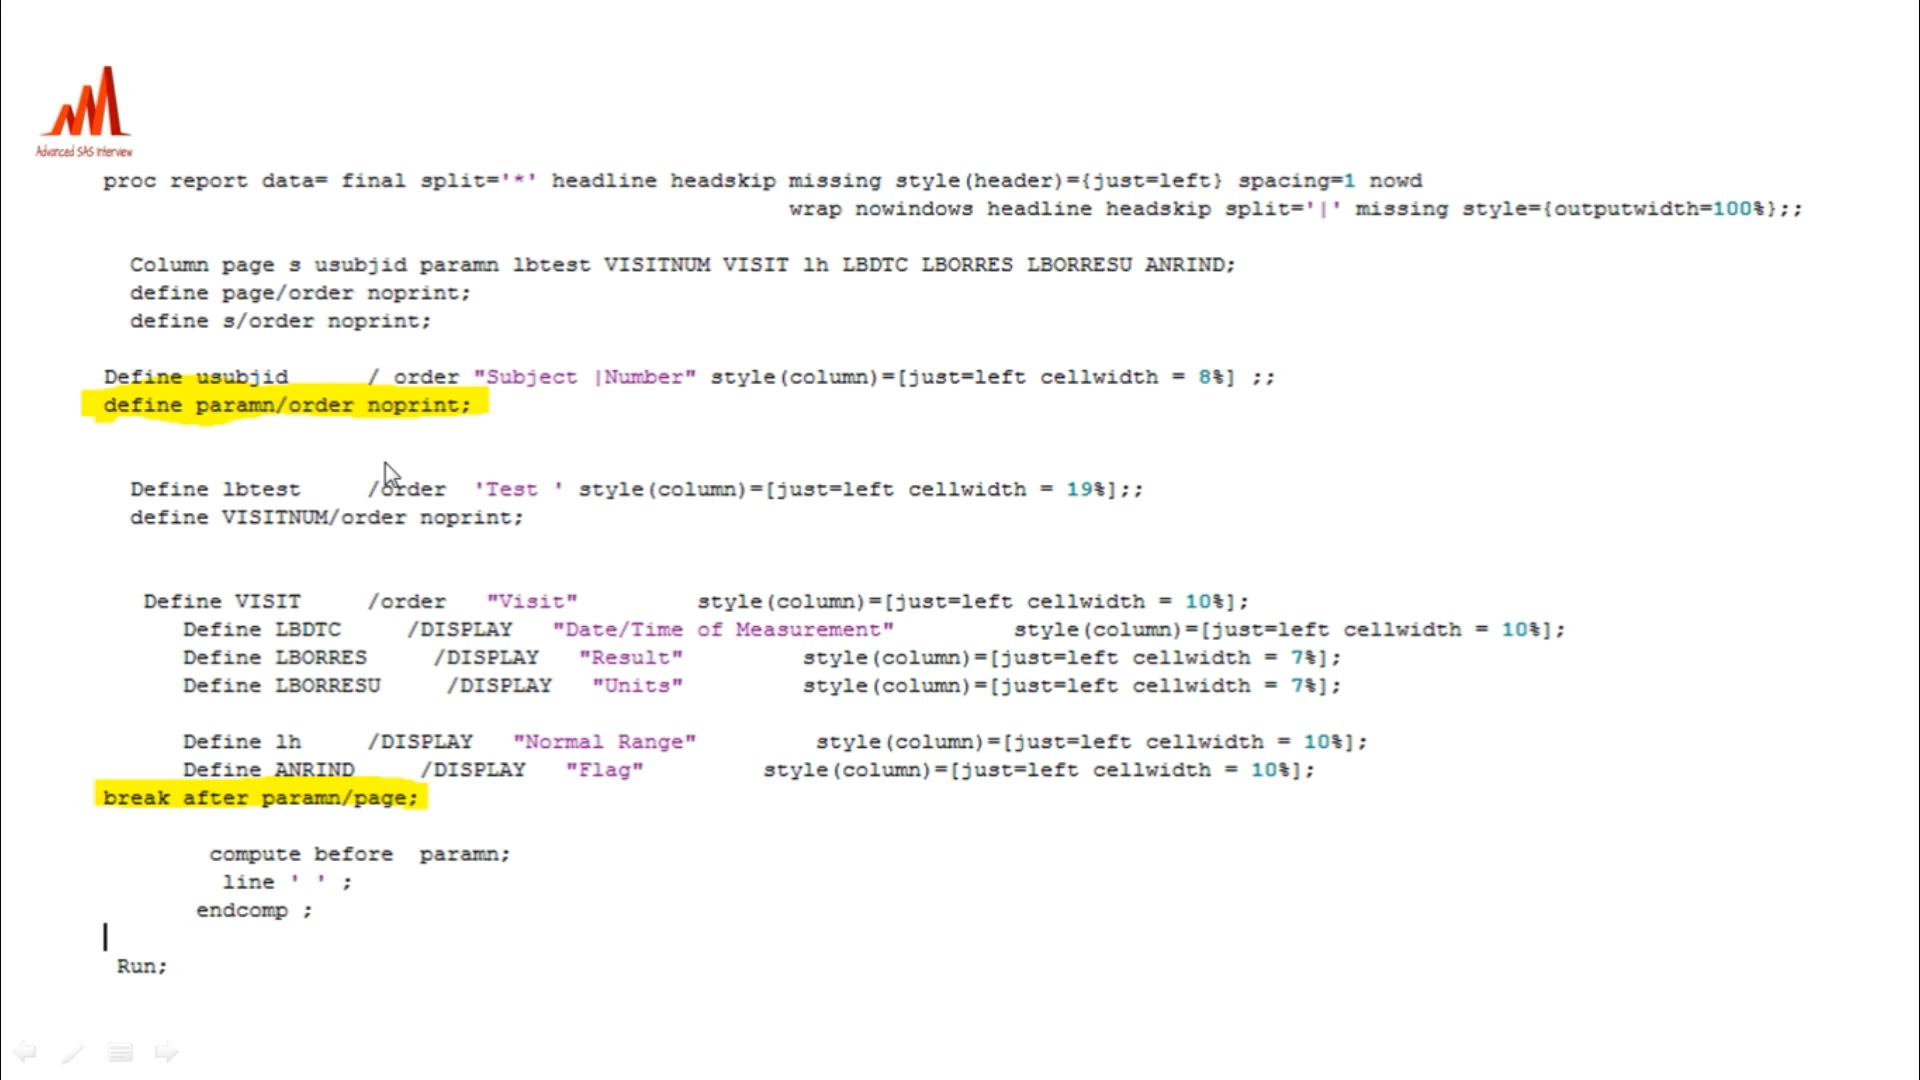 Advanced SAS Interview
proc report data= final split='*' headline headskip missing style(header)={just=left} spacing=1 nowd
wrap nowindows headline headskip split='|' missing style={outputwidth=100%};;
Column page s usubjid paramn lbtest VISITNUM VISIT lh LBDTC LBORRES LBORRESU ANRIND;
define page/order noprint;
define s/order noprint;
Define usubjid / order "Subject |Number" style(column)=[just=left cellwidth = 8%] ;;
define paramn/order noprint;
Define lbtest /order 'Test ' style(column)=[just=left cellwidth = 19%];;
define VISITNUM/order noprint;
Define VISIT /order "Visit" style(column)=[just=left cellwidth = 10%];
Define LBDTC /DISPLAY "Date/Time of Measurement" style(column)=[just=left cellwidth = 10%];
Define LBORRES /DISPLAY "Result" style(column)=[just=left cellwidth = 7%];
Define LBORRESU /DISPLAY "Units" style(column)=[just=left cellwidth = 7%];
Define lh /DISPLAY "Normal Range" style(column)=[just=left cellwidth = 10%];
Define ANRIND /DISPLAY "Flag" style(column)=[just=left cellwidth = 10%];
break after paramn/page;
compute before paramn;
line ' ' ;
endcomp ;
Run;